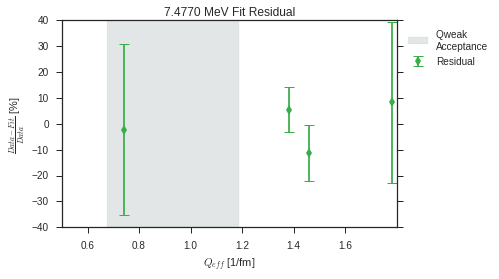 7.4770 MeV Fit Residual
40
30
20
10
0
−10
−20
−30
−40
Data−Fit
Data
[%]
0.6 0.8 1.0 1.2 1.4 1.6
Q_eff [1/fm]
Qweak
Acceptance
Residual